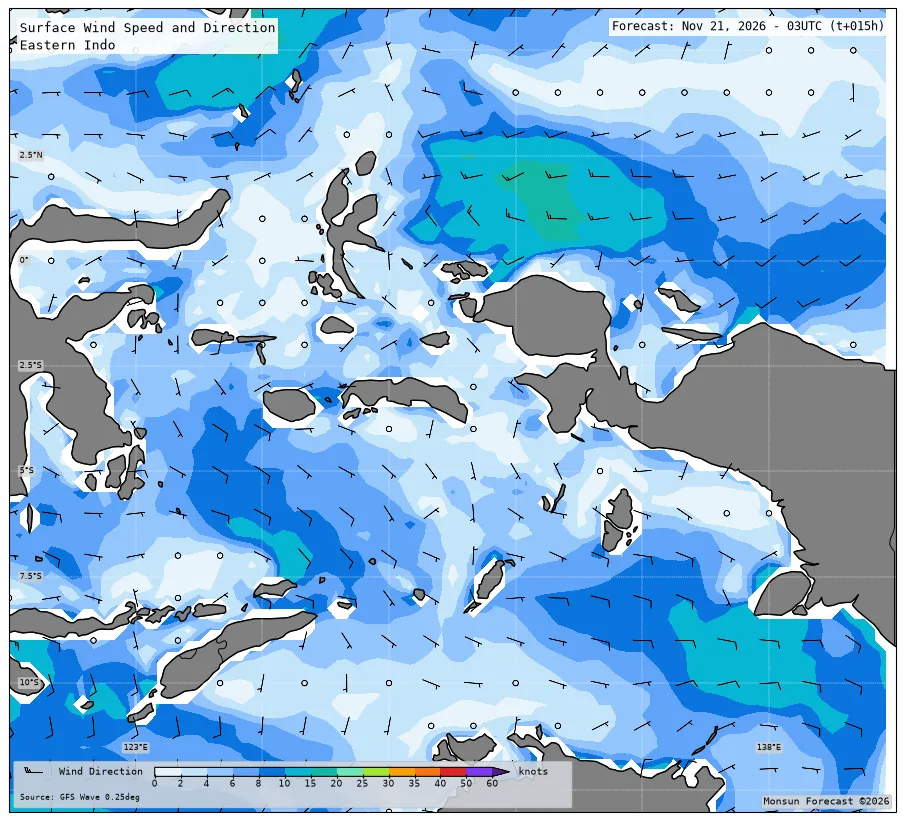 Surface Wind Speed and Direction
Eastern Indo
Forecast: Nov 21, 2026 - 03UTC (t+015h)
2.5°N
0°
2.5°S
5°S
7.5°S
10°S
123°E
138°E
Wind Direction
knots
0 2 4 6 8 10 15 20 25 30 35 40 50 60
Source: GFS Wave 0.25deg
Monsun Forecast ©2026